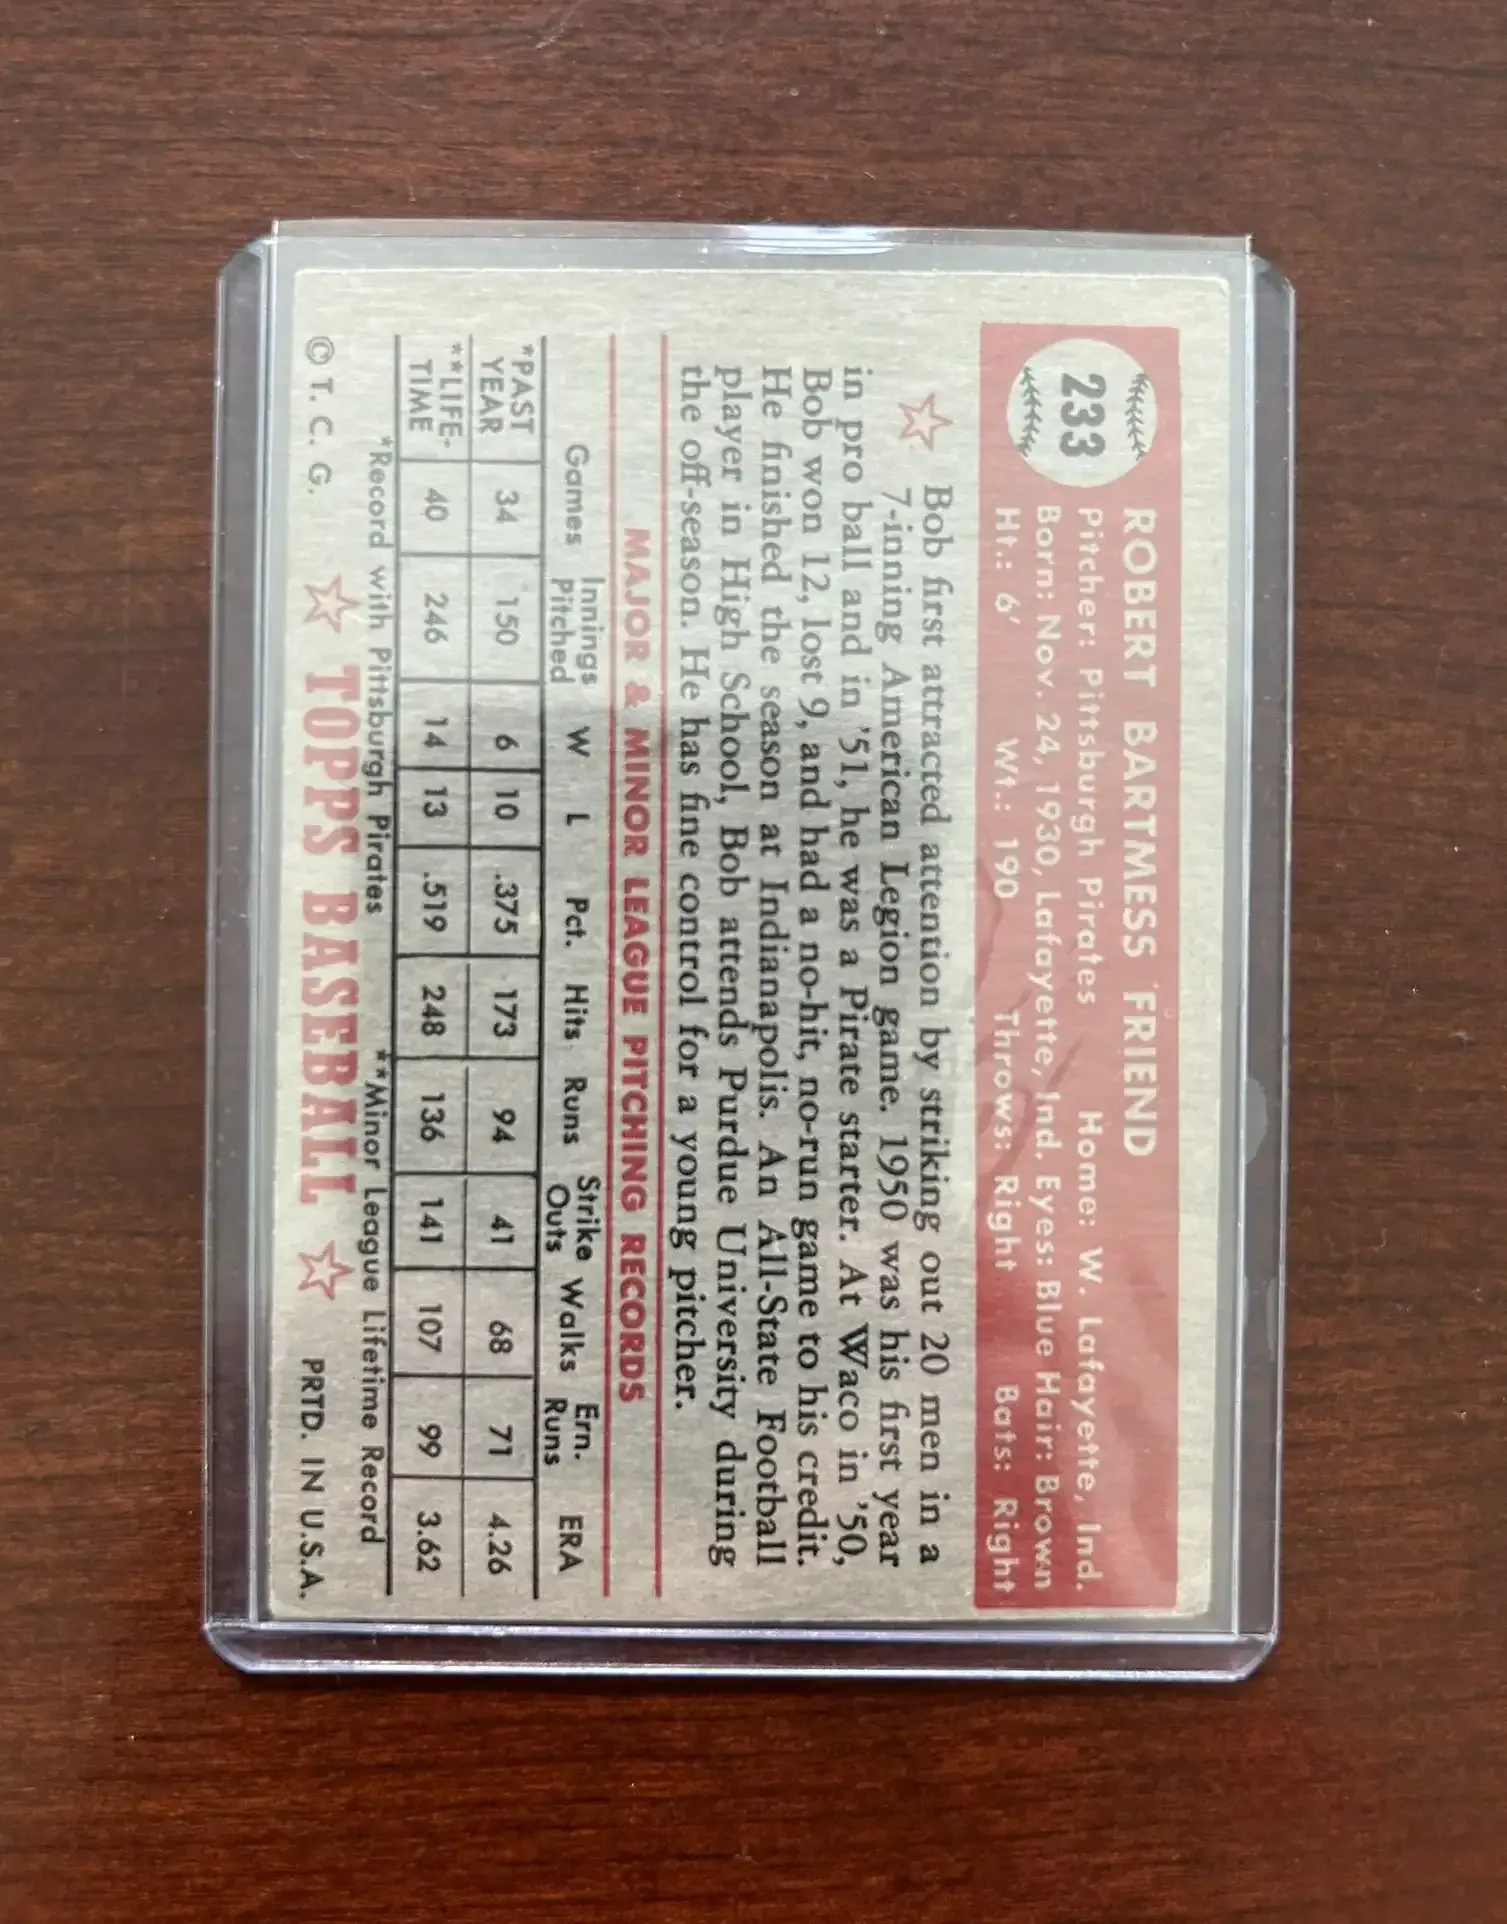 233
ROBERT BARTMESS FRIEND
Pitcher: Pittsburgh Pirates Home: W. Lafayette, Ind.
Born: Nov. 24, 1930, Lafayette, Ind. Eyes: Blue Hair: Brown
Ht.: 6' Wt.: 190 Throws: Right Bats: Right
Bob first attracted attention by striking out 20 men in a
7-inning American Legion game. 1950 was his first year
in pro ball and in '51, he was a Pirate starter. At Waco in '50,
Bob won 12, lost 9, and had a no-hit, no-run game to his credit.
He finished the season at Indianapolis. An All-State Football
player in High School, Bob attends Purdue University during
the off-season. He has fine control for a young pitcher.
MAJOR & MINOR LEAGUE PITCHING RECORDS
Games Innings Pitched W L Pct. Hits Runs Strike Outs Walks Ern. Runs ERA
*PAST YEAR 34 150 6 10 .375 173 94 41 68 71 4.26
**LIFE-TIME 40 246 14 13 .519 248 136 141 107 99 3.62
*Record with Pittsburgh Pirates **Minor League Lifetime Record
© T. C. G. TOPPS BASEBALL PRTD. IN U.S.A.